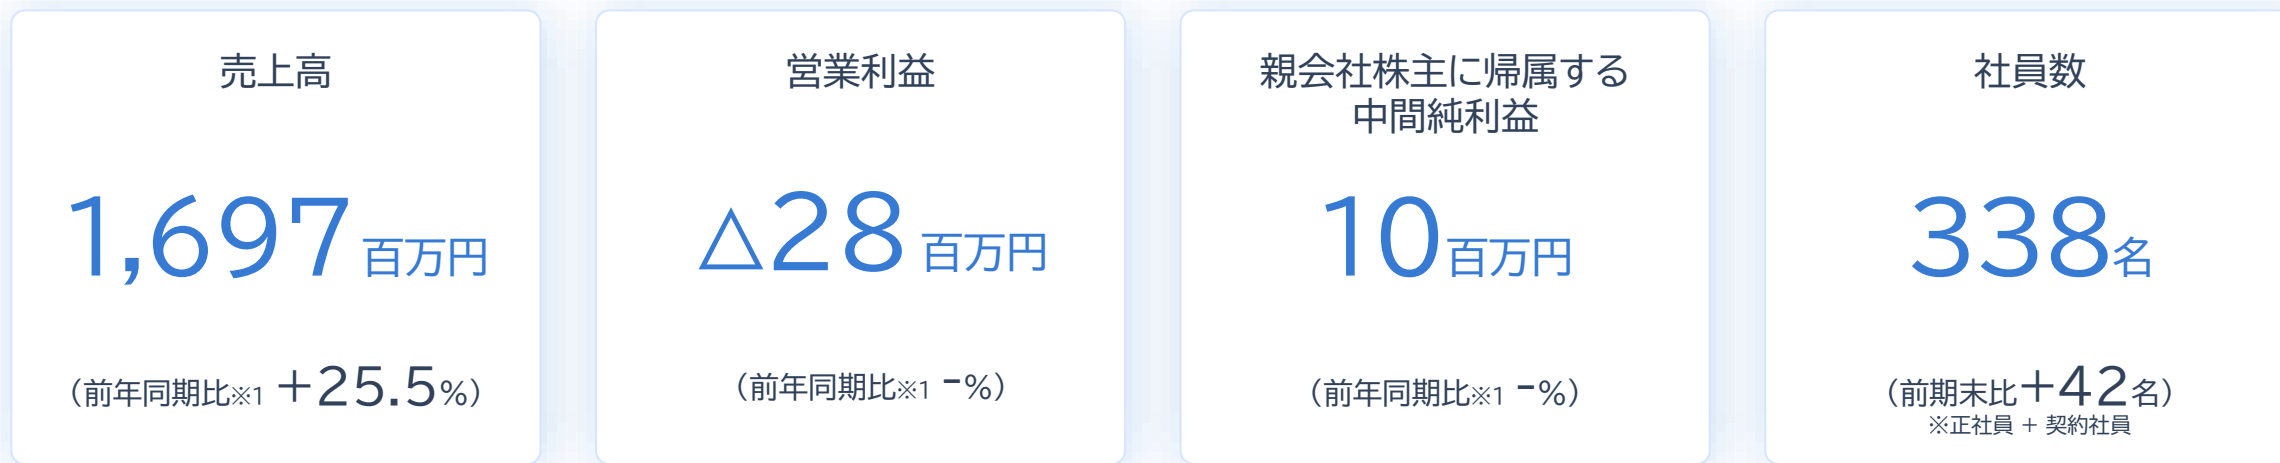 売上高
1,697百万円
（前年同期比※1 +25.5%）
営業利益
△28百万円
（前年同期比※1 -%）
親会社株主に帰属する
中間純利益
10百万円
（前年同期比※1 -%）
社員数
338名
（前期末比+42名）
※正社員 + 契約社員